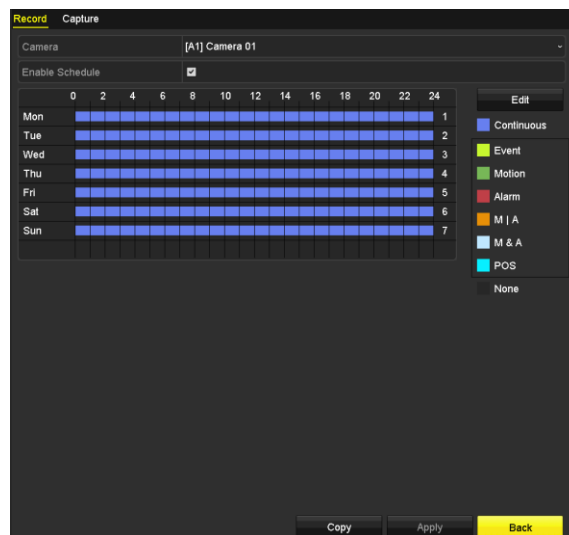 Record Capture
Camera [A1] Camera 01
Enable Schedule
0 2 4 6 8 10 12 14 16 18 20 22 24
Edit
Mon 1
Continuous
Tue 2
Wed 3
Event
Thu 4
Motion
Fri 5
Alarm
Sat 6
M | A
Sun 7
M & A
POS
None
Copy Apply Back